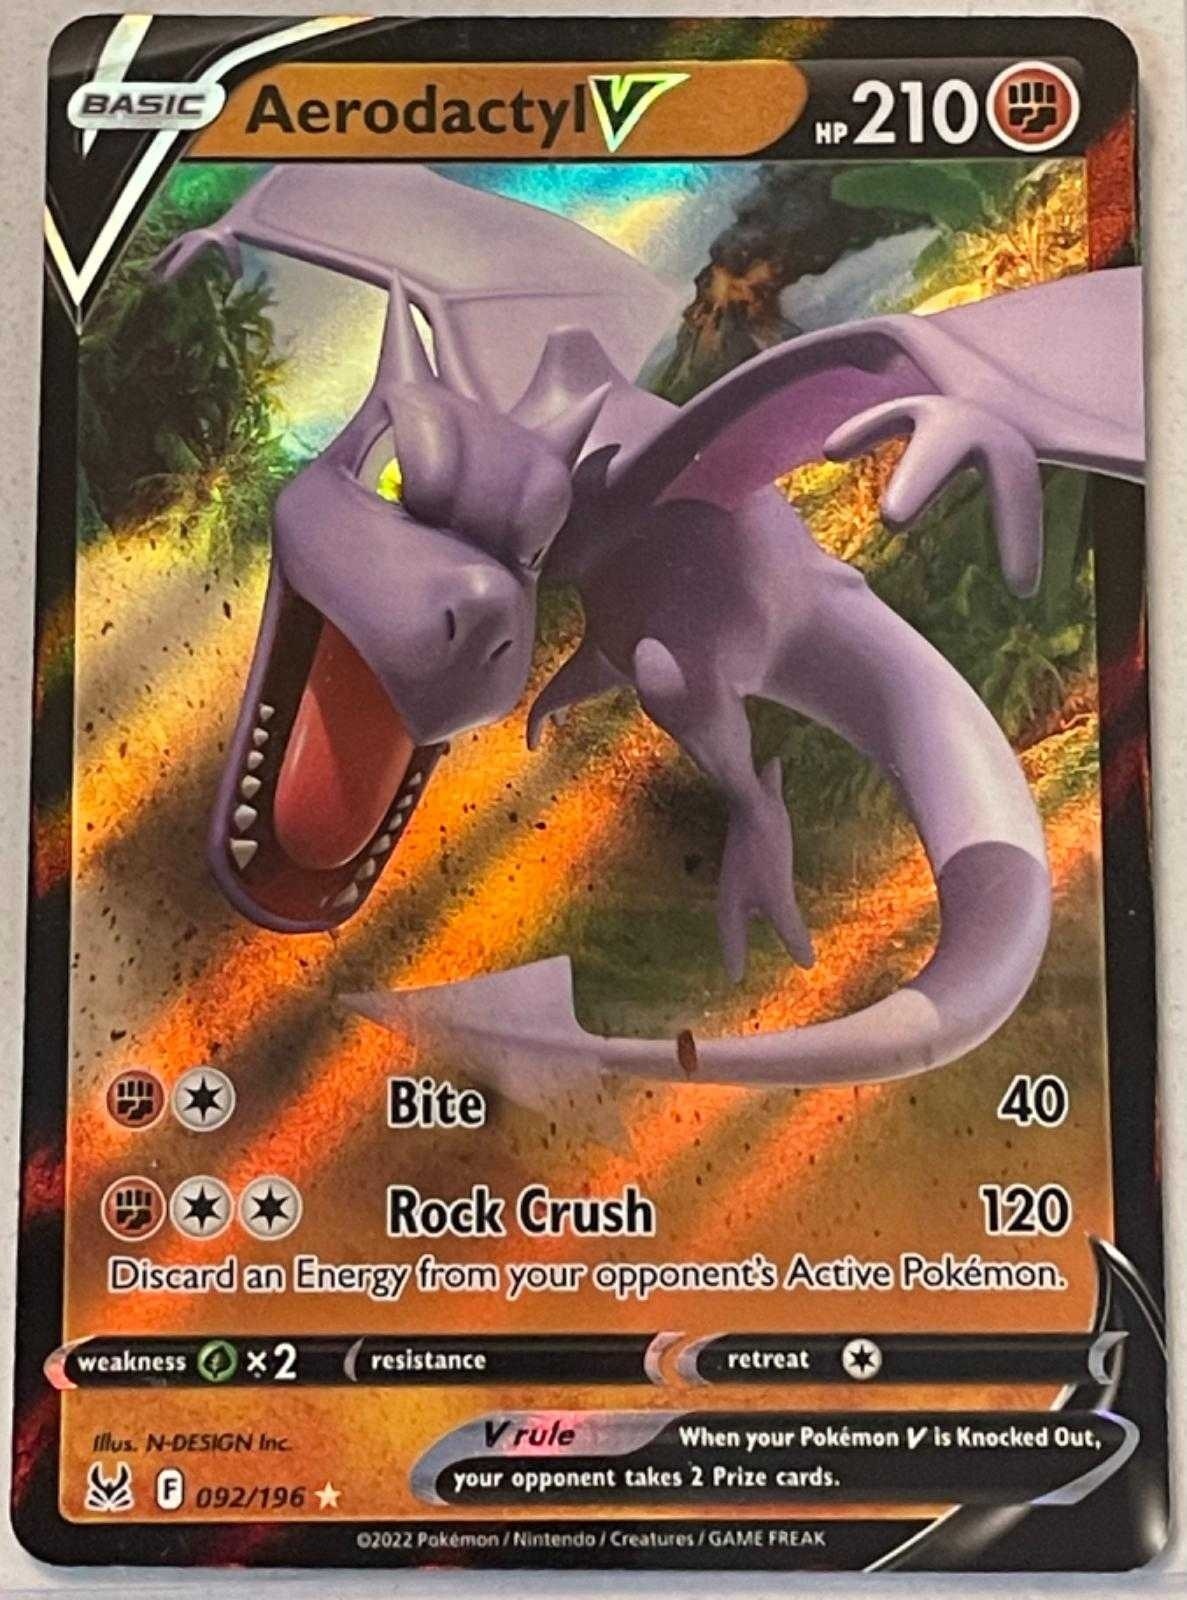 BASIC
Aerodactyl V
HP 210
Bite 40
Rock Crush 120
Discard an Energy from your opponent's Active Pokémon.
weakness ×2 resistance retreat
Illus. N-DESIGN Inc.
V rule When your Pokémon V is Knocked Out,
your opponent takes 2 Prize cards.
F 092/196
©2022 Pokémon / Nintendo / Creatures / GAME FREAK